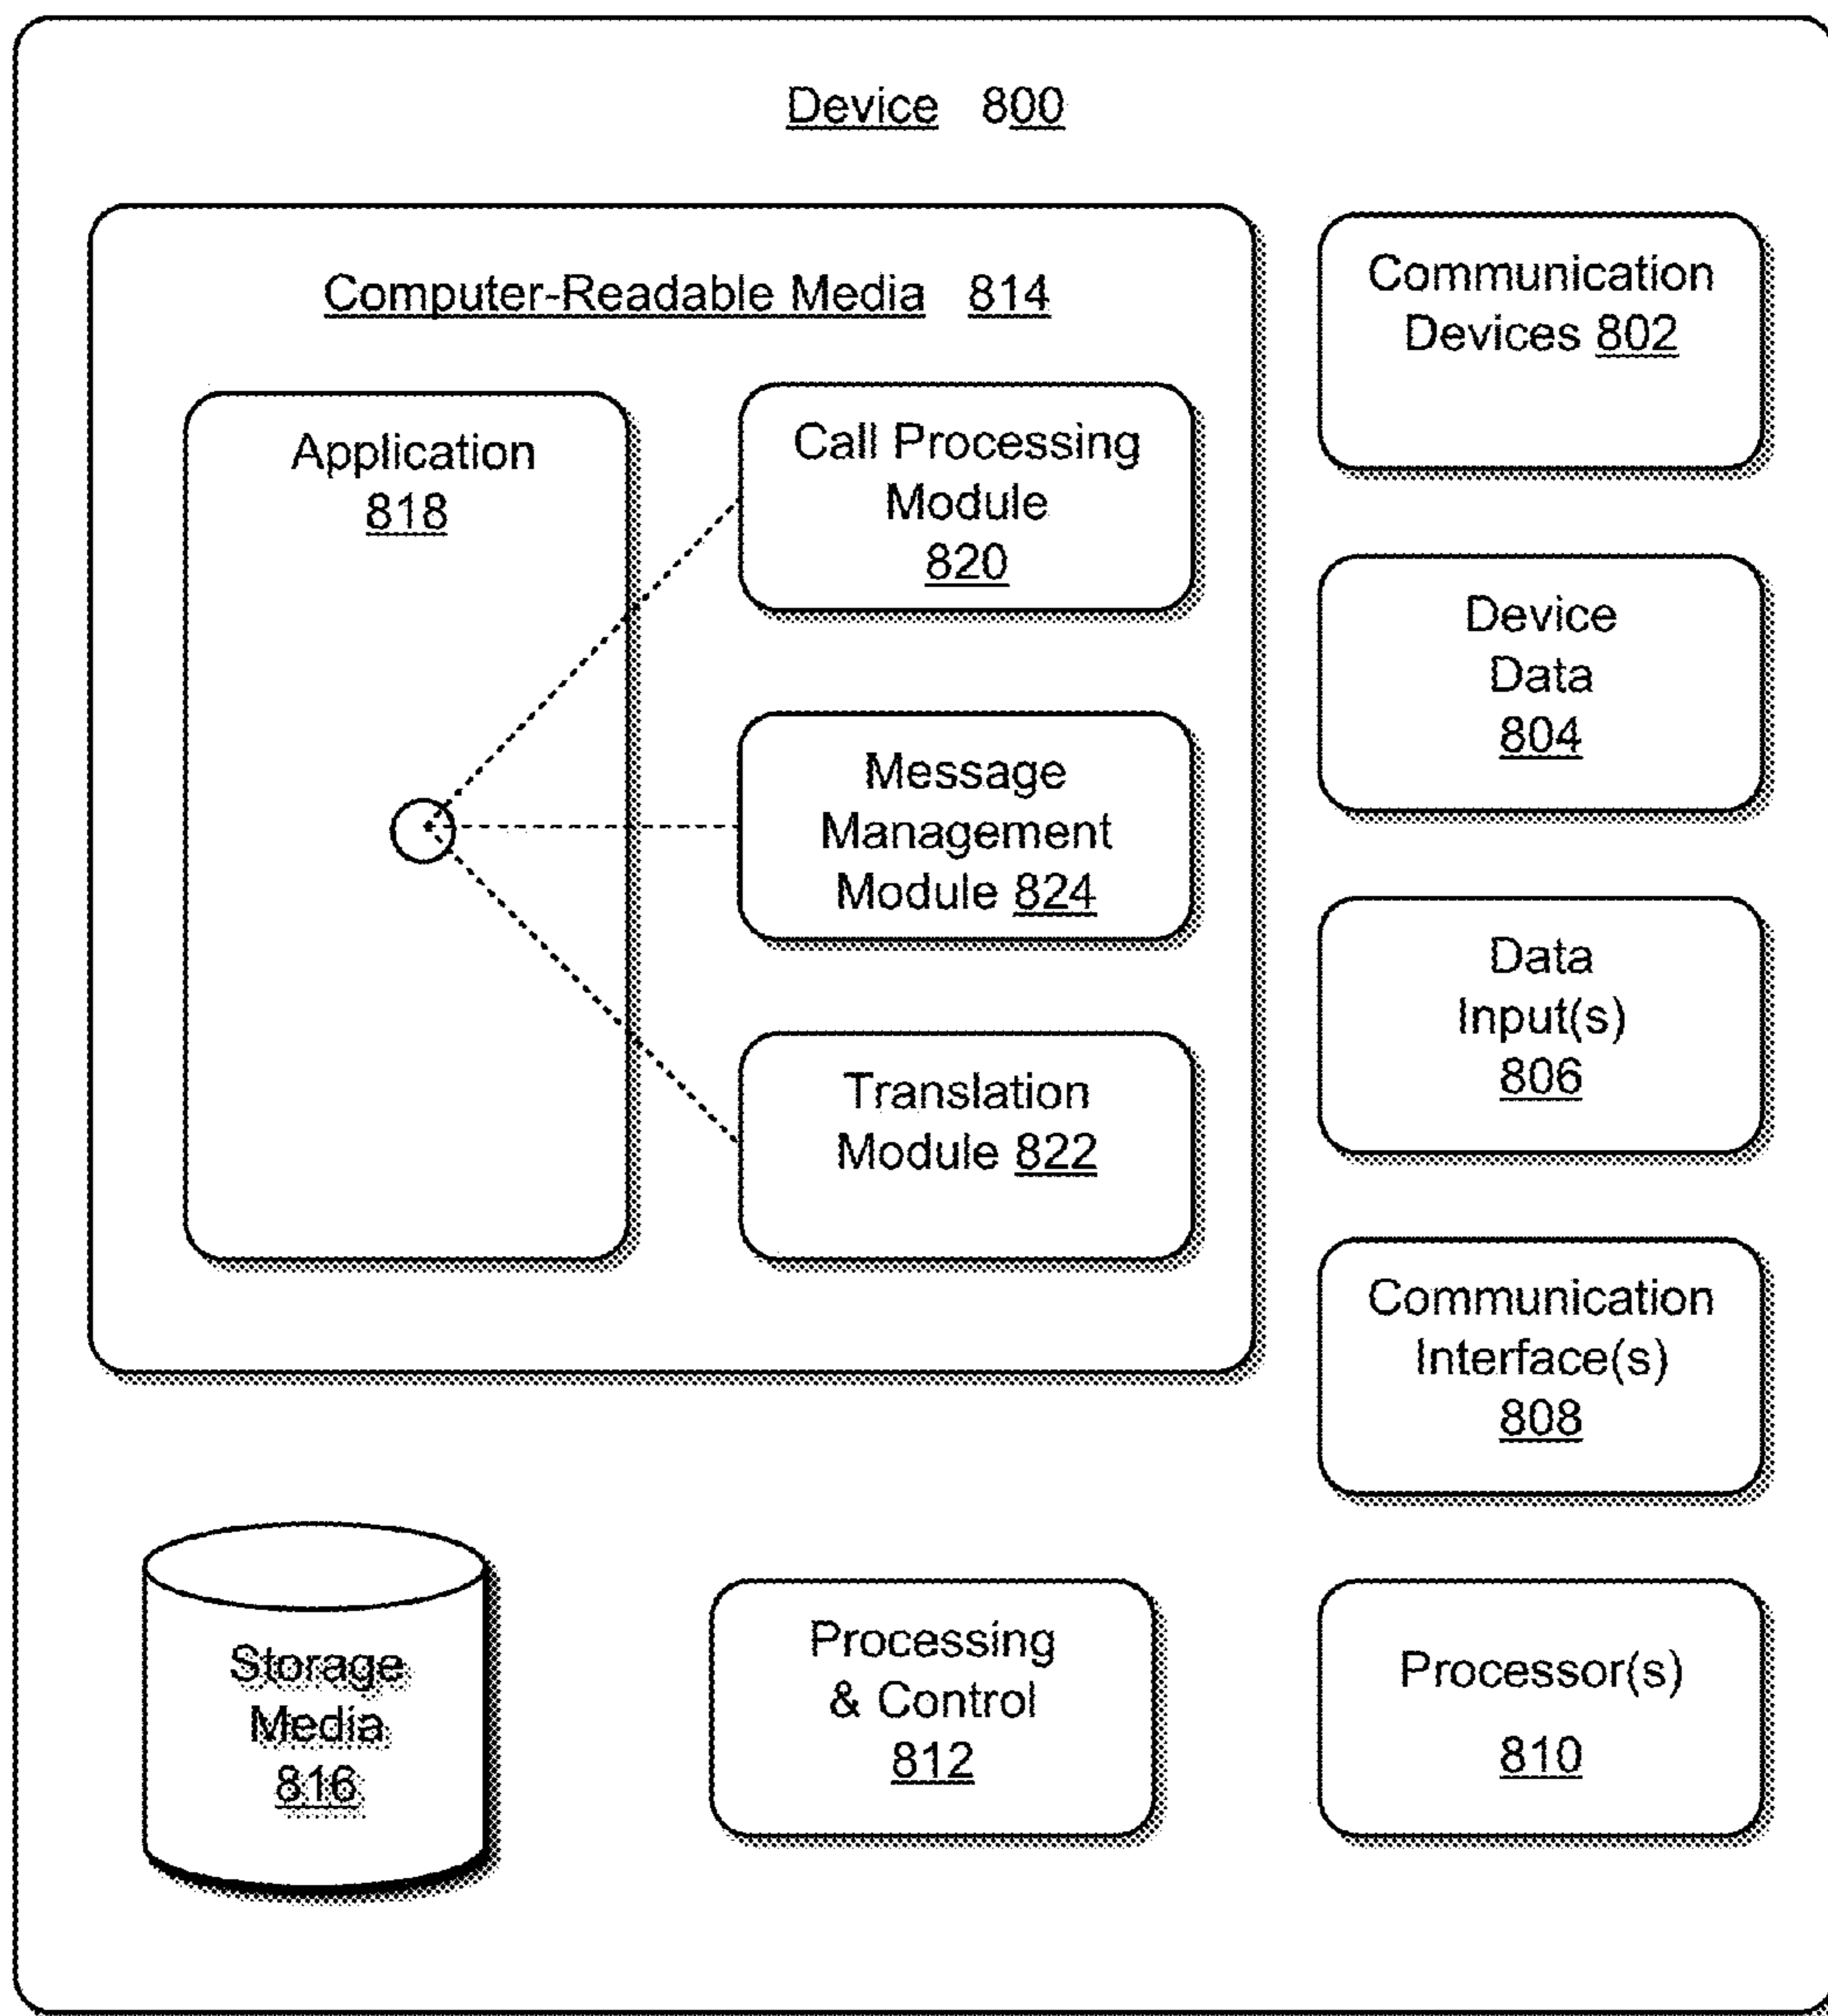 Device 800
Computer-Readable Media 814
Application
818
Call Processing
Module
820
Message
Management
Module 824
Translation
Module 822
Communication
Devices 802
Device
Data
804
Data
Input(s)
806
Communication
Interface(s)
808
Storage
Media
816
Processing
& Control
812
Processor(s)
810